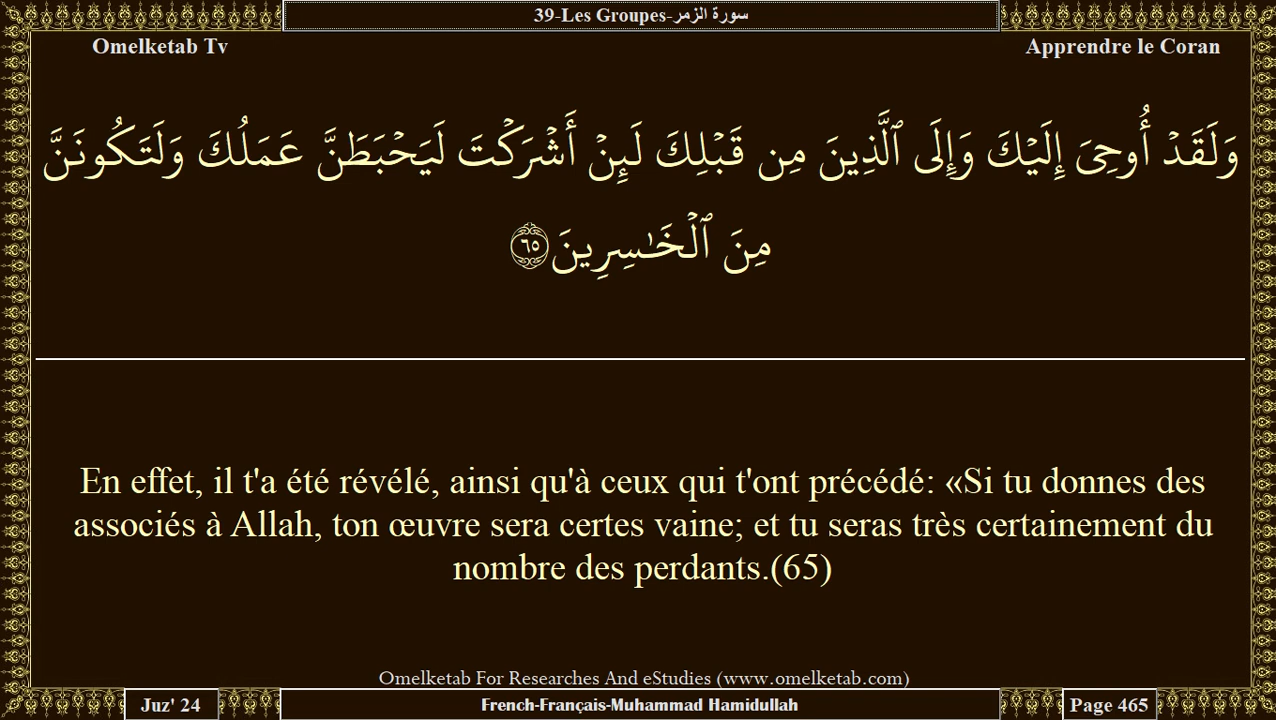 39-Les Groupes-سورة الزمر
Omelketab Tv
Apprendre le Coran
وَلَقَدۡ أُوحِىَ إِلَيۡكَ وَإِلَى ٱلَّذِينَ مِن قَبۡلِكَ لَئِنۡ أَشۡرَكۡتَ لَيَحۡبَطَنَّ عَمَلُكَ وَلَتَكُونَنَّ
مِنَ ٱلۡخَـٰسِرِينَ ٦٥
En effet, il t'a été révélé, ainsi qu'à ceux qui t'ont précédé: «Si tu donnes des
associés à Allah, ton œuvre sera certes vaine; et tu seras très certainement du
nombre des perdants.(65)
Omelketab For Researches And eStudies (www.omelketab.com)
Juz' 24
French-Français-Muhammad Hamidullah
Page 465